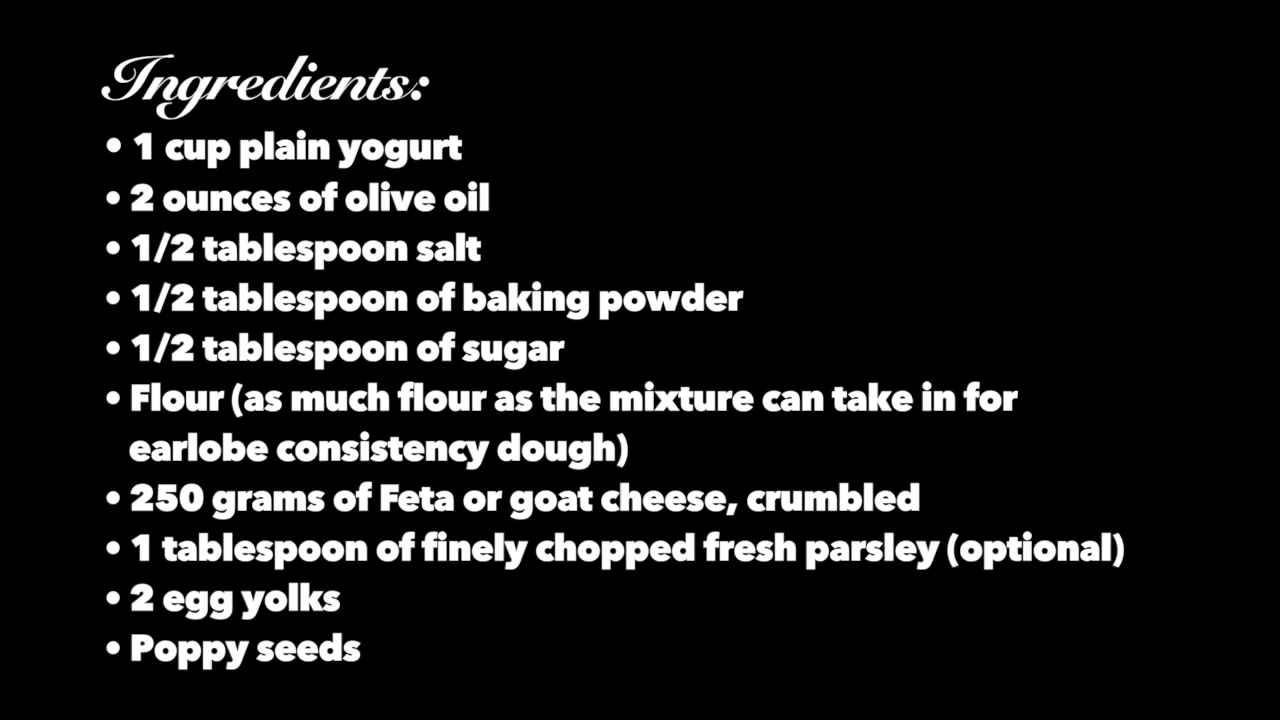 Ingredients:
• 1 cup plain yogurt
• 2 ounces of olive oil
• 1/2 tablespoon salt
• 1/2 tablespoon of baking powder
• 1/2 tablespoon of sugar
• Flour (as much flour as the mixture can take in for
earlobe consistency dough)
• 250 grams of Feta or goat cheese, crumbled
• 1 tablespoon of finely chopped fresh parsley (optional)
• 2 egg yolks
• Poppy seeds